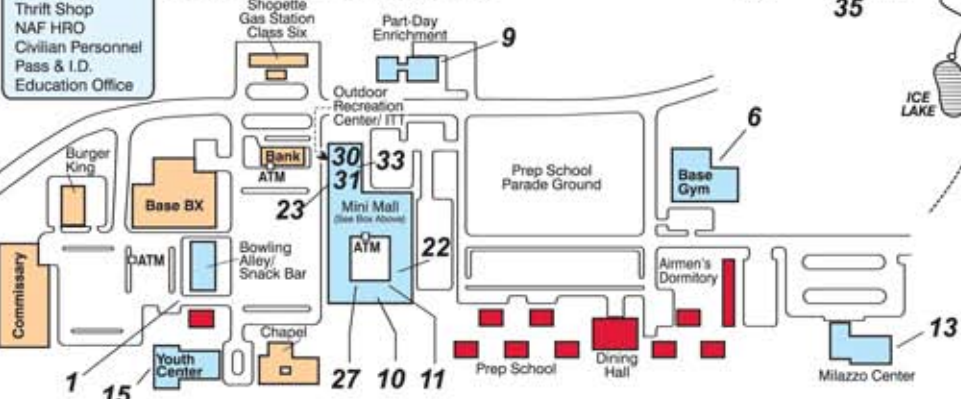 Thrift Shop
NAF HRO
Civilian Personnel
Pass & I.D.
Education Office
Shopette
Gas Station
Class Six
Part-Day
Enrichment
9
35
ICE
LAKE
Outdoor
Recreation
Center/ ITT
6
Burger
King
Bank
ATM
30
31
33
23
Base BX
Prep School
Parade Ground
Base
Gym
Mini Mall
(See Box Above)
ATM
22
Commissary
ATM
Bowling
Alley/
Snack Bar
Airmen's
Dormitory
1
Chapel
Youth
Center
15
27
10
11
Prep School
Dining
Hall
13
Milazzo Center